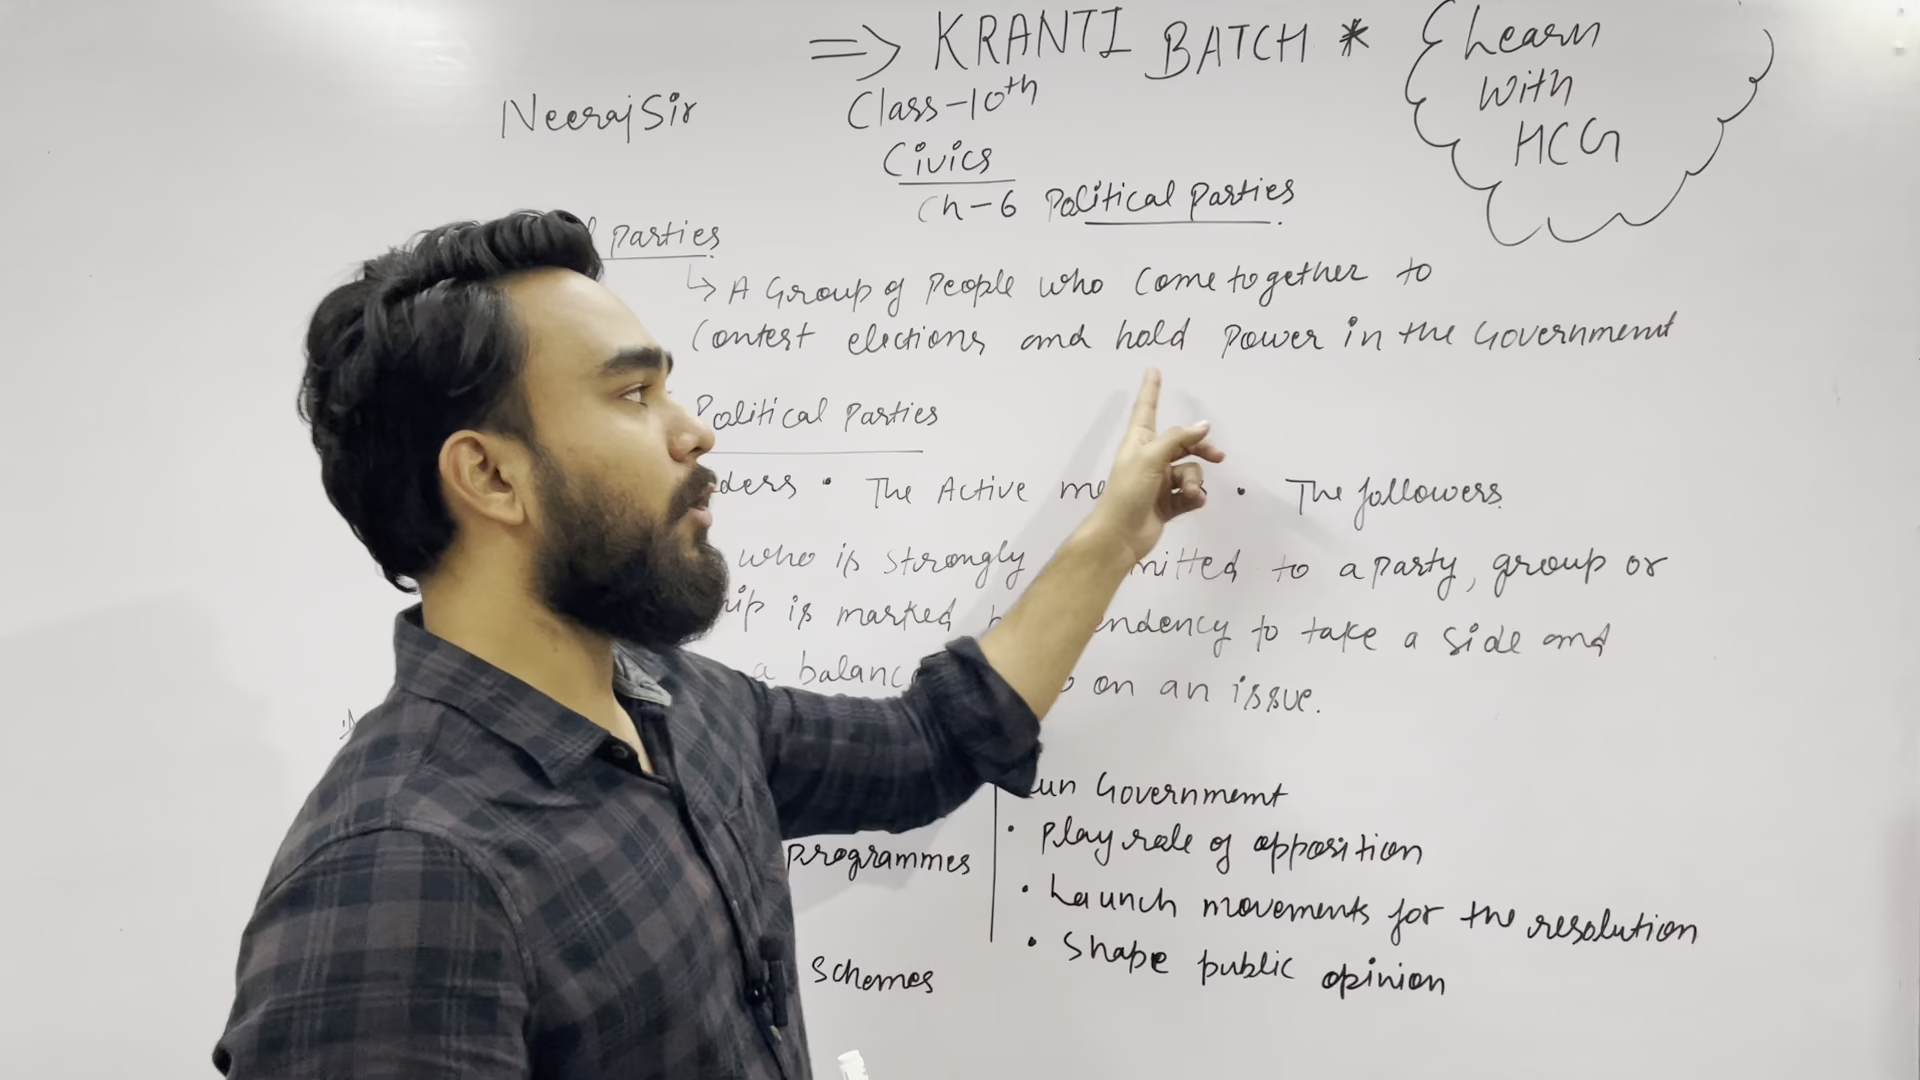 => KRANTI BATCH *
Learn
with
HCG
Neeraj Sir
Class-10th
Civics
Ch-6 Political Parties
Parties
↳ A Group of People who Come together to
Contest elections and hold Power in the Government
Political Parties
• The Active • The followers
who is strongly to a party, group or
is marked to take a side and
a on an issue.
Government
programmes
• Play role of opposition
• Launch movements for the resolution
• Shape public opinion
Schemes